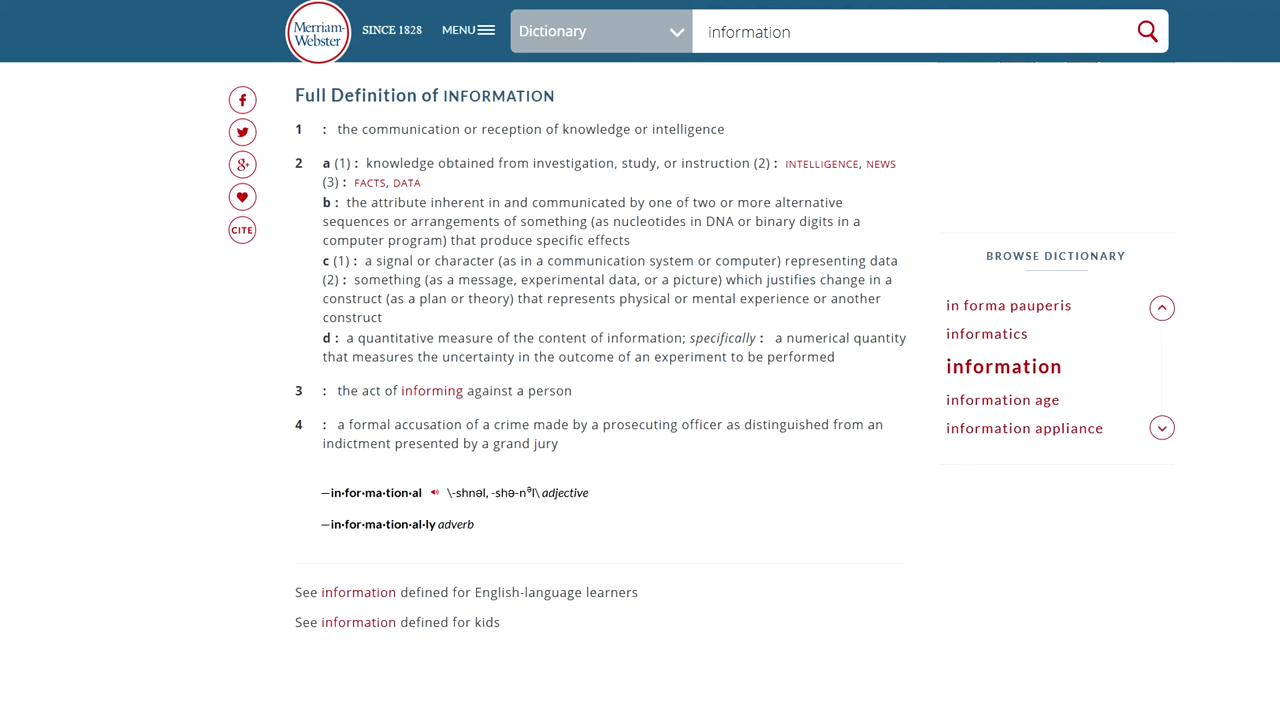 Merriam-
Webster
SINCE 1828
MENU
Dictionary
information
Full Definition of INFORMATION
1 : the communication or reception of knowledge or intelligence
2 a (1) : knowledge obtained from investigation, study, or instruction (2) : INTELLIGENCE, NEWS
(3) : FACTS, DATA
b : the attribute inherent in and communicated by one of two or more alternative
sequences or arrangements of something (as nucleotides in DNA or binary digits in a
computer program) that produce specific effects
c (1) : a signal or character (as in a communication system or computer) representing data
(2) : something (as a message, experimental data, or a picture) which justifies change in a
construct (as a plan or theory) that represents physical or mental experience or another
construct
d : a quantitative measure of the content of information; specifically : a numerical quantity
that measures the uncertainty in the outcome of an experiment to be performed
3 : the act of informing against a person
4 : a formal accusation of a crime made by a prosecuting officer as distinguished from an
indictment presented by a grand jury
—in·for·ma·tion·al \-shnəl, -shə-nᵊl\ adjective
—in·for·ma·tion·al·ly adverb
See information defined for English-language learners
See information defined for kids
f
g+
CITE
BROWSE DICTIONARY
in forma pauperis
informatics
information
information age
information appliance